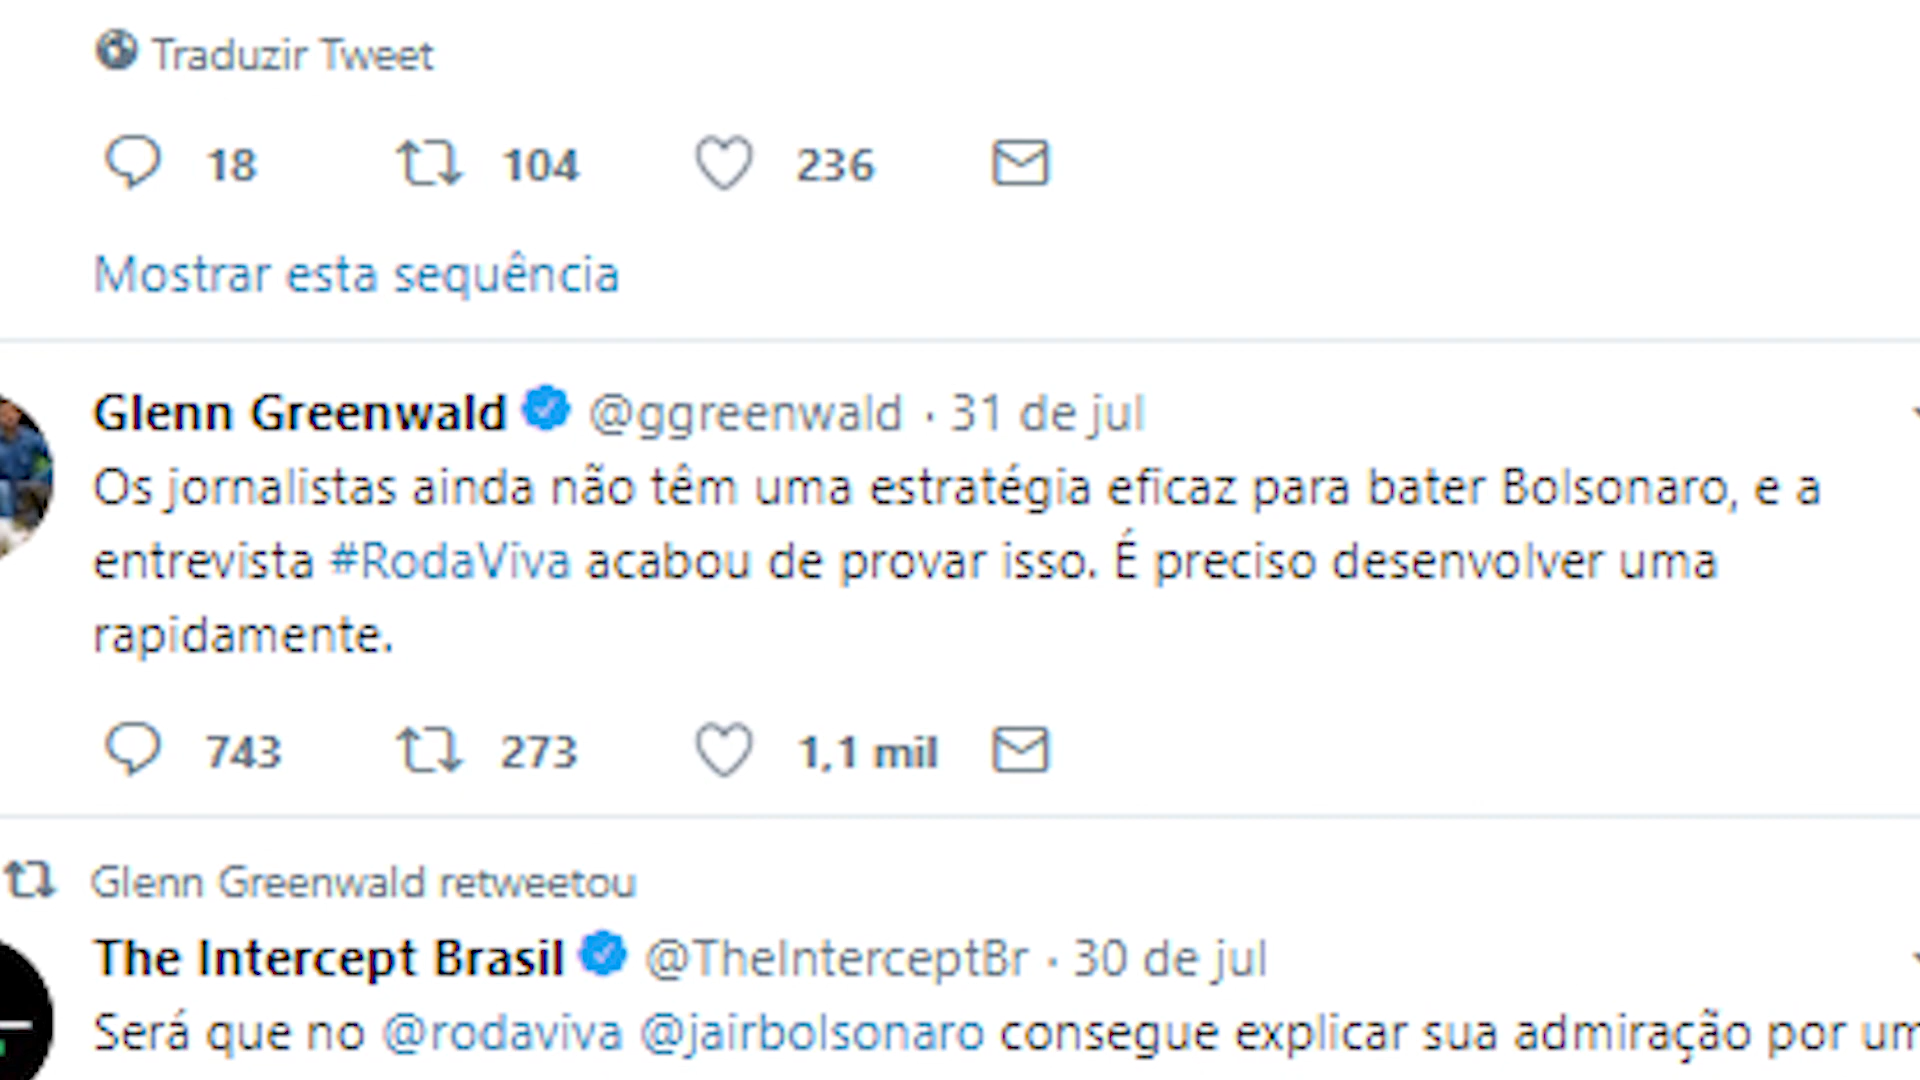 Traduzir Tweet
18 104 236
Mostrar esta sequência
Glenn Greenwald @ggreenwald · 31 de jul
Os jornalistas ainda não têm uma estratégia eficaz para bater Bolsonaro, e a
entrevista #RodaViva acabou de provar isso. É preciso desenvolver uma
rapidamente.
743 273 1,1 mil
Glenn Greenwald retweetou
The Intercept Brasil @TheInterceptBr · 30 de jul
Será que no @rodaviva @jairbolsonaro consegue explicar sua admiração por um